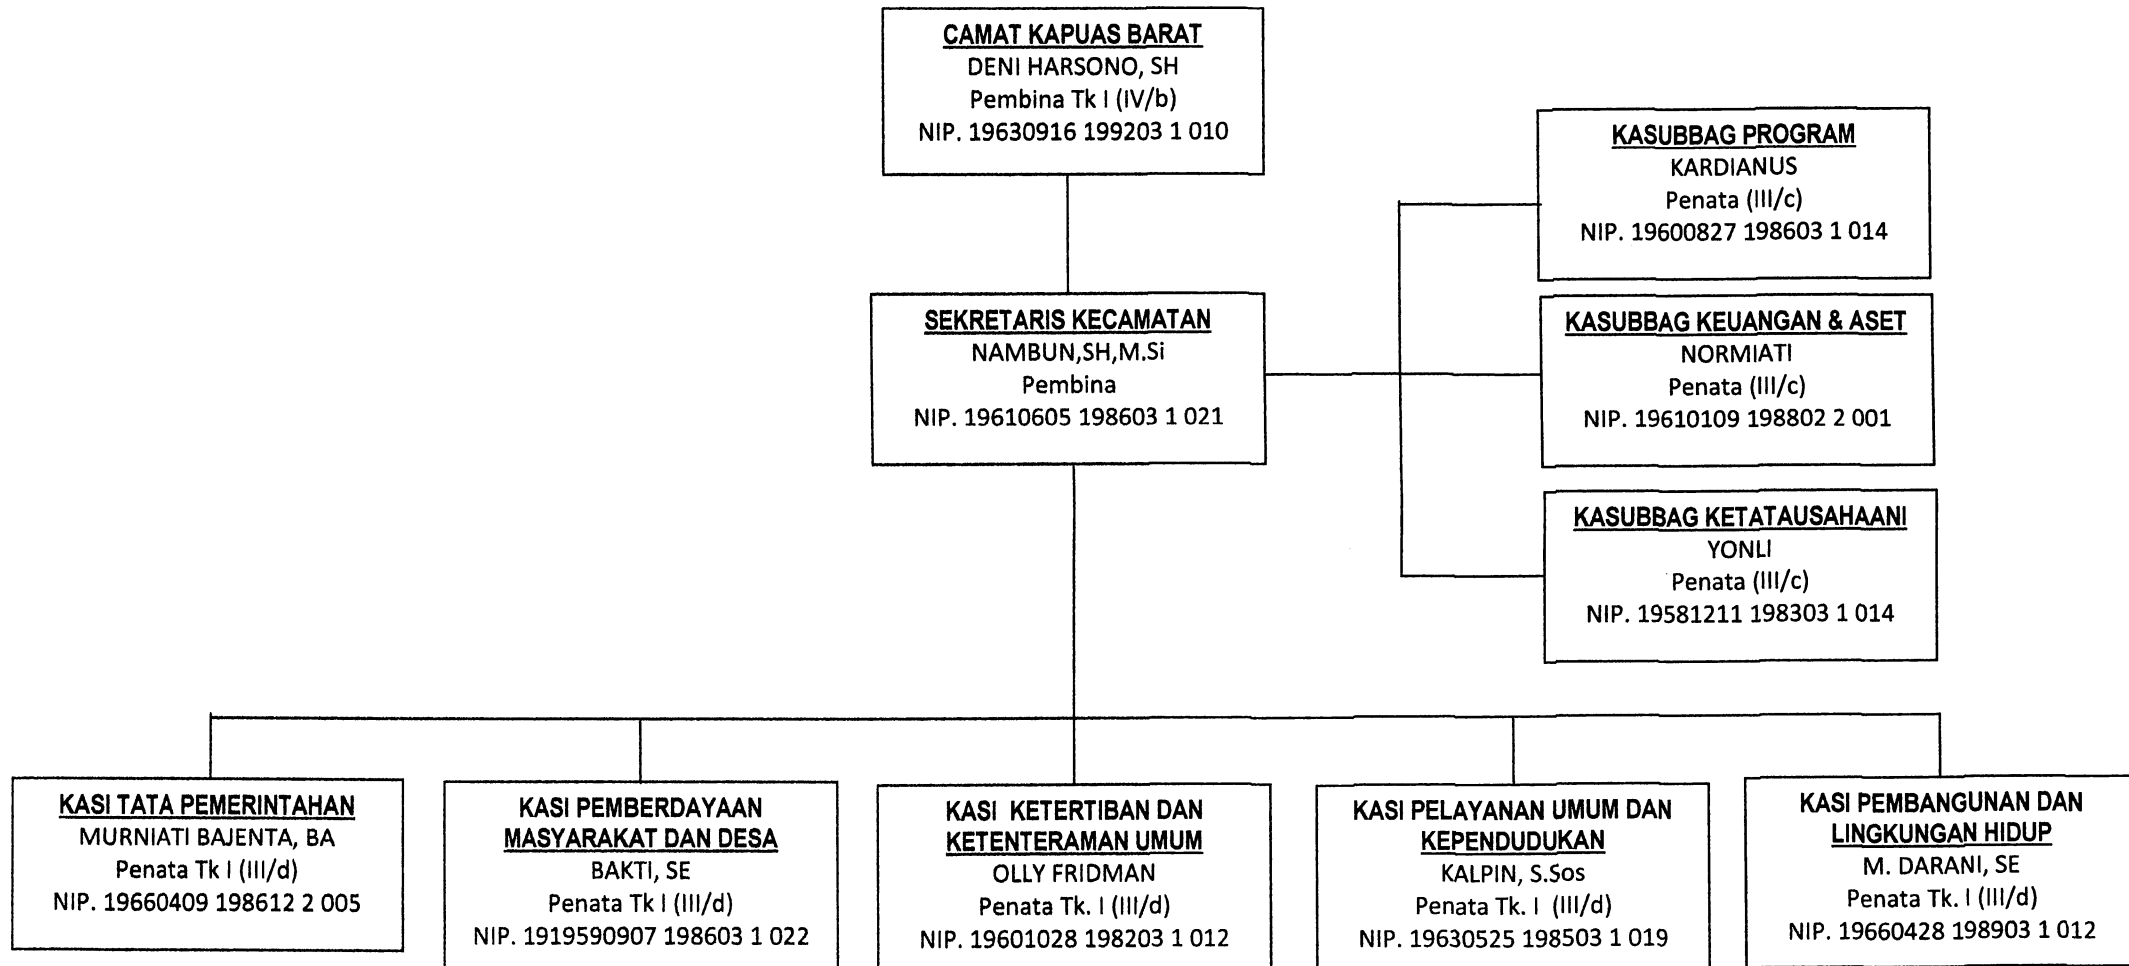 CAMAT KAPUAS BARAT
DENI HARSONO, SH
Pembina Tk I (IV/b)
NIP. 19630916 199203 1 010
KASUBBAG PROGRAM
KARDIANUS
Penata (III/c)
NIP. 19600827 198603 1 014
SEKRETARIS KECAMATAN
NAMBUN,SH,M.Si
Pembina
NIP. 19610605 198603 1 021
KASUBBAG KEUANGAN & ASET
NORMIATI
Penata (III/c)
NIP. 19610109 198802 2 001
KASUBBAG KETATAUSAHAANI
YONLI
Penata (III/c)
NIP. 19581211 198303 1 014
KASI TATA PEMERINTAHAN
MURNIATI BAJENTA, BA
Penata Tk I (III/d)
NIP. 19660409 198612 2 005
KASI PEMBERDAYAAN
MASYARAKAT DAN DESA
BAKTI, SE
Penata Tk I (III/d)
NIP. 1919590907 198603 1 022
KASI KETERTIBAN DAN
KETENTERAMAN UMUM
OLLY FRIDMAN
Penata Tk. I (III/d)
NIP. 19601028 198203 1 012
KASI PELAYANAN UMUM DAN
KEPENDUDUKAN
KALPIN, S.Sos
Penata Tk. I (III/d)
NIP. 19630525 198503 1 019
KASI PEMBANGUNAN DAN
LINGKUNGAN HIDUP
M. DARANI, SE
Penata Tk. I (III/d)
NIP. 19660428 198903 1 012